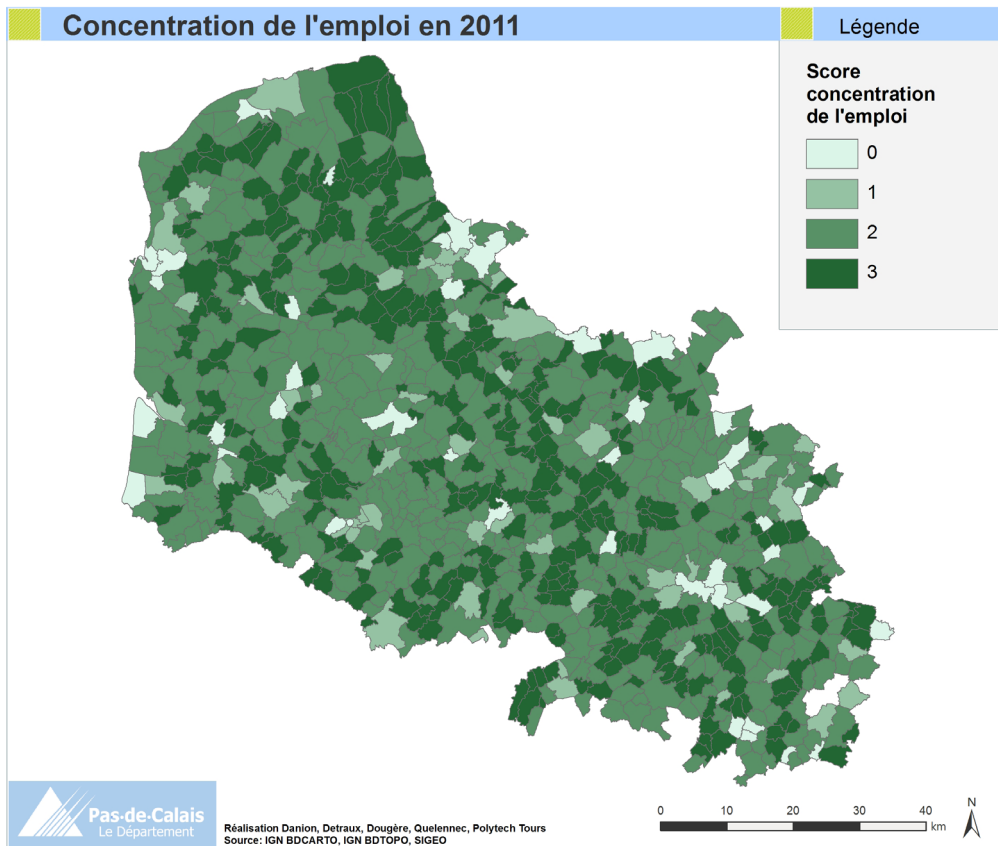 Concentration de l'emploi en 2011
Légende
Score
concentration
de l'emploi
0
1
2
3
Pas-de-Calais
Le Département
Réalisation Danion, Detraux, Dougère, Quelennec, Polytech Tours
Source: IGN BDCARTO, IGN BDTOPO, SIGEO
0 10 20 30 40
km
N